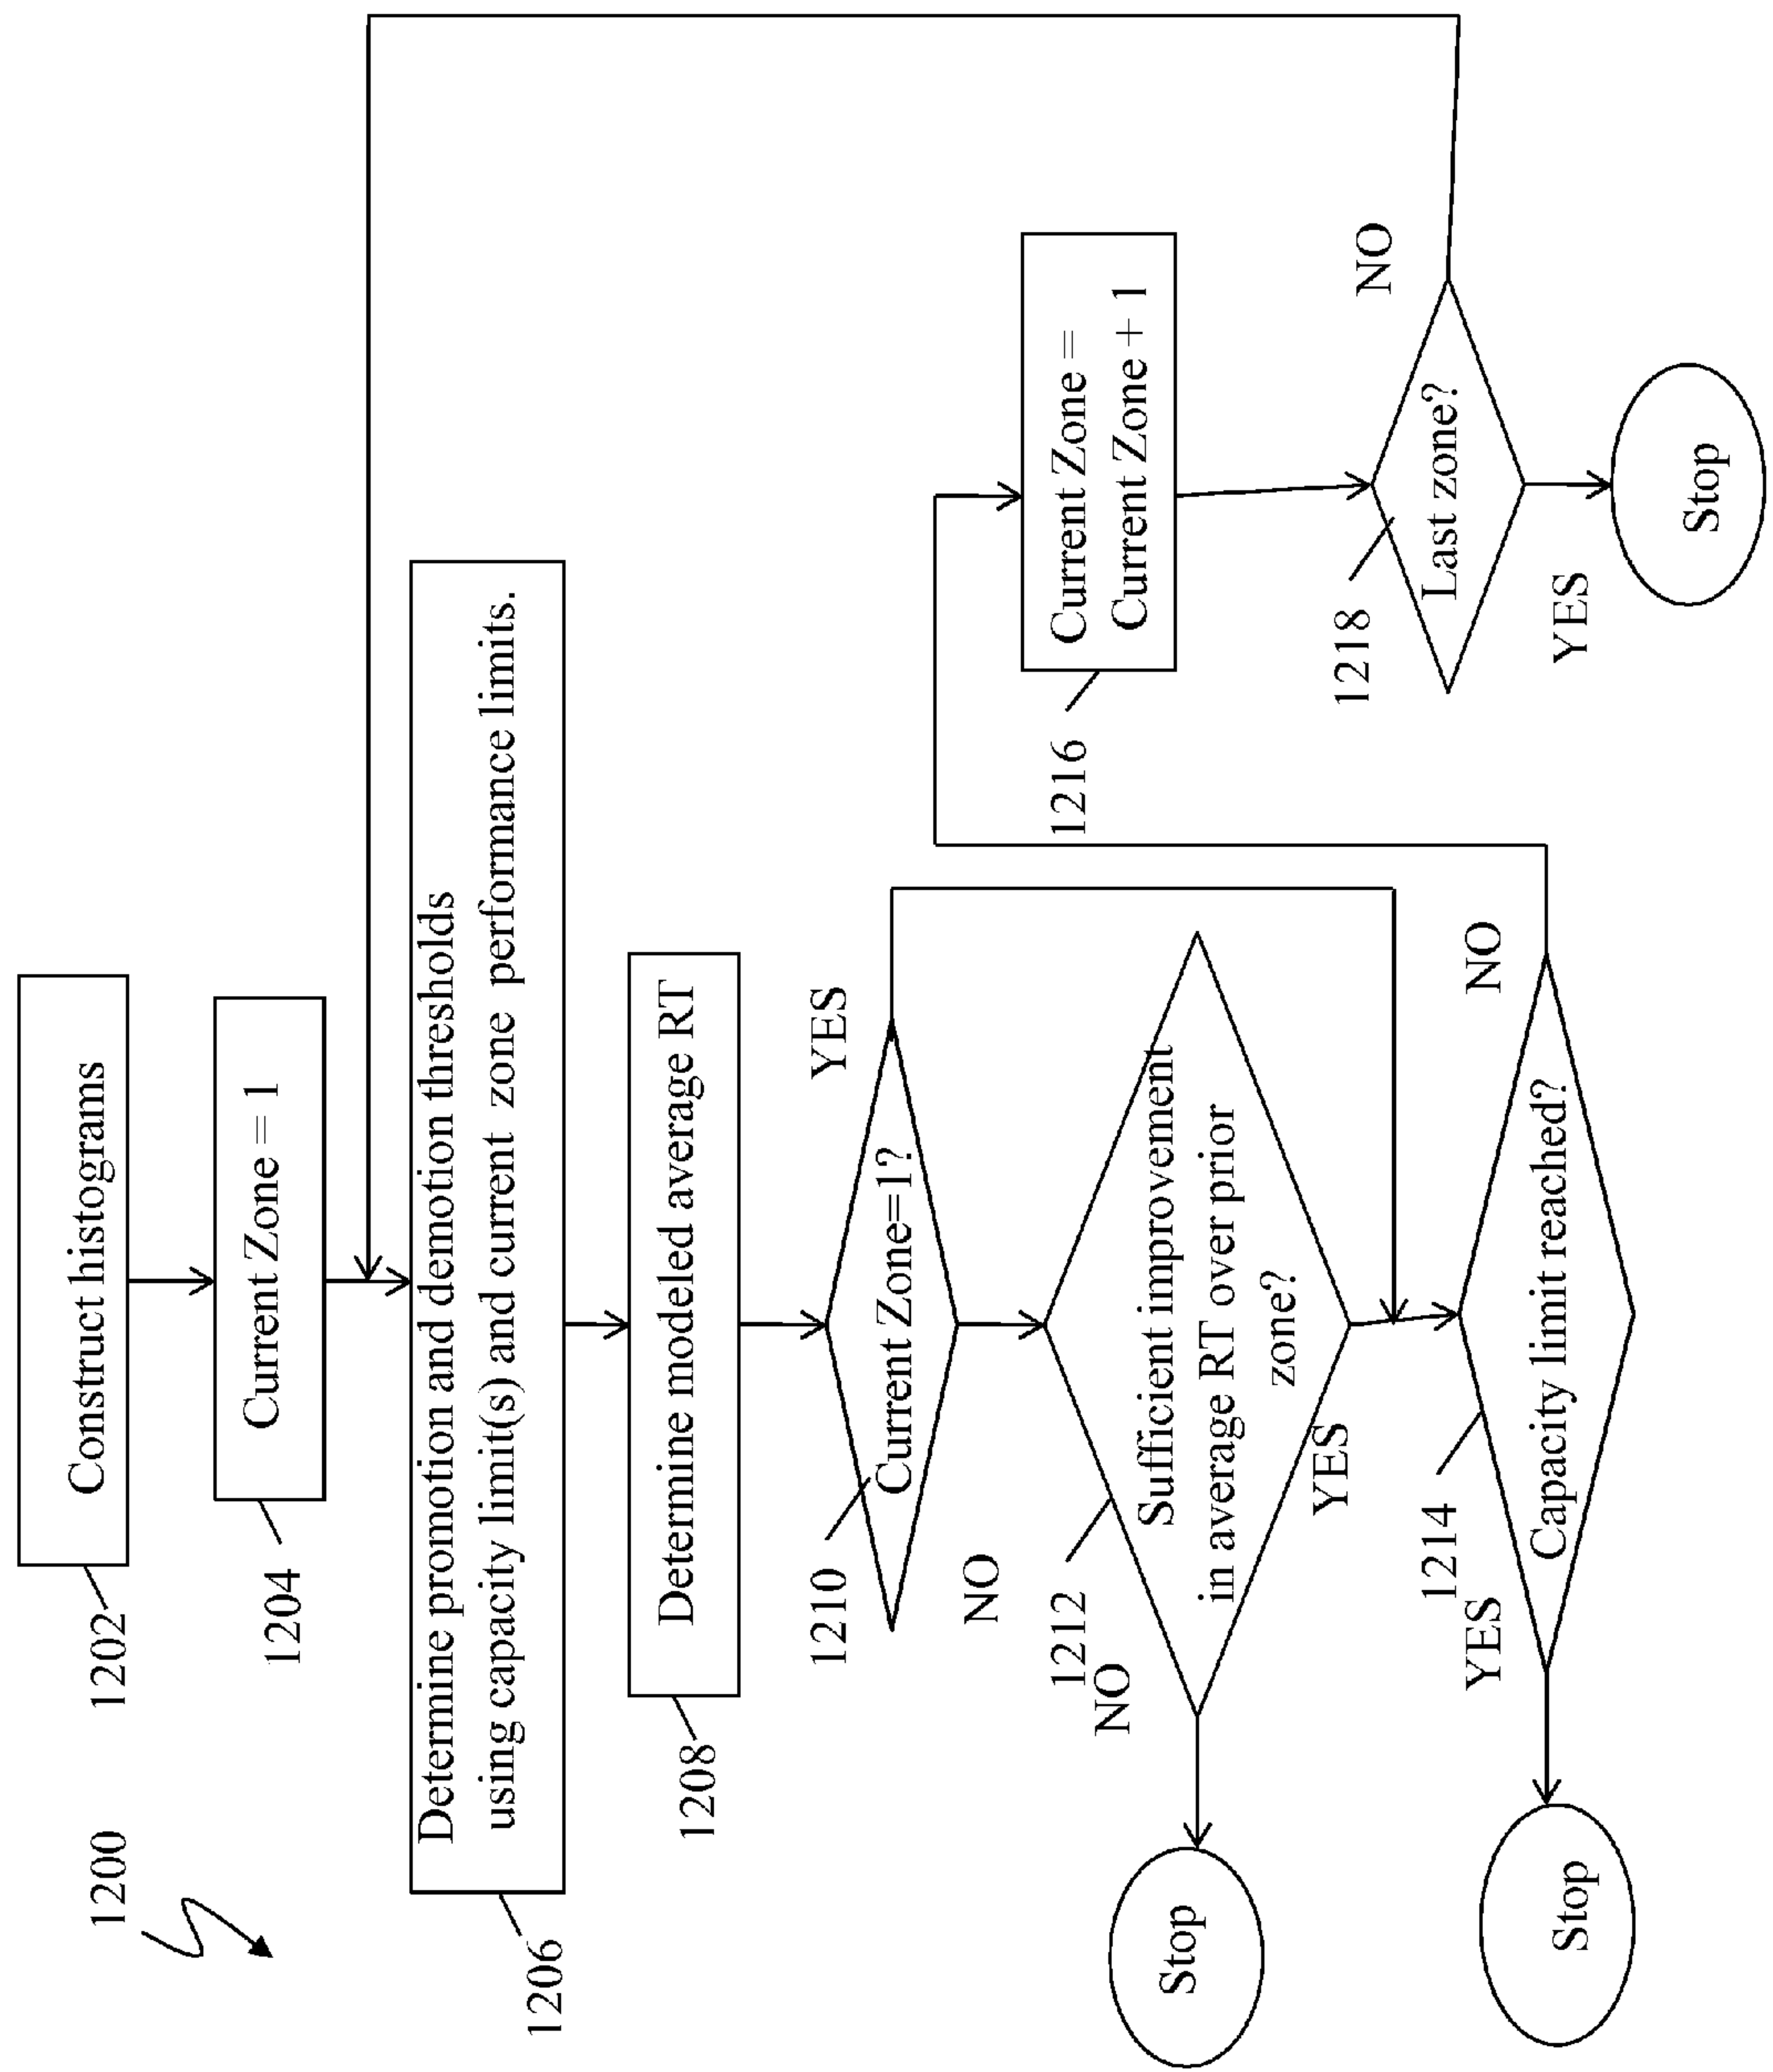 1200
1202
Construct histograms
1204
Current Zone = 1
1206
Determine promotion and demotion thresholds
using capacity limit(s) and current zone performance limits.
1208
Determine modeled average RT
1210
Current Zone=1?
YES
NO
1212
Sufficient improvement
in average RT over prior
zone?
NO
Stop
YES
1214
Capacity limit reached?
YES
Stop
NO
1216
Current Zone =
Current Zone + 1
1218
Last zone?
NO
YES
Stop